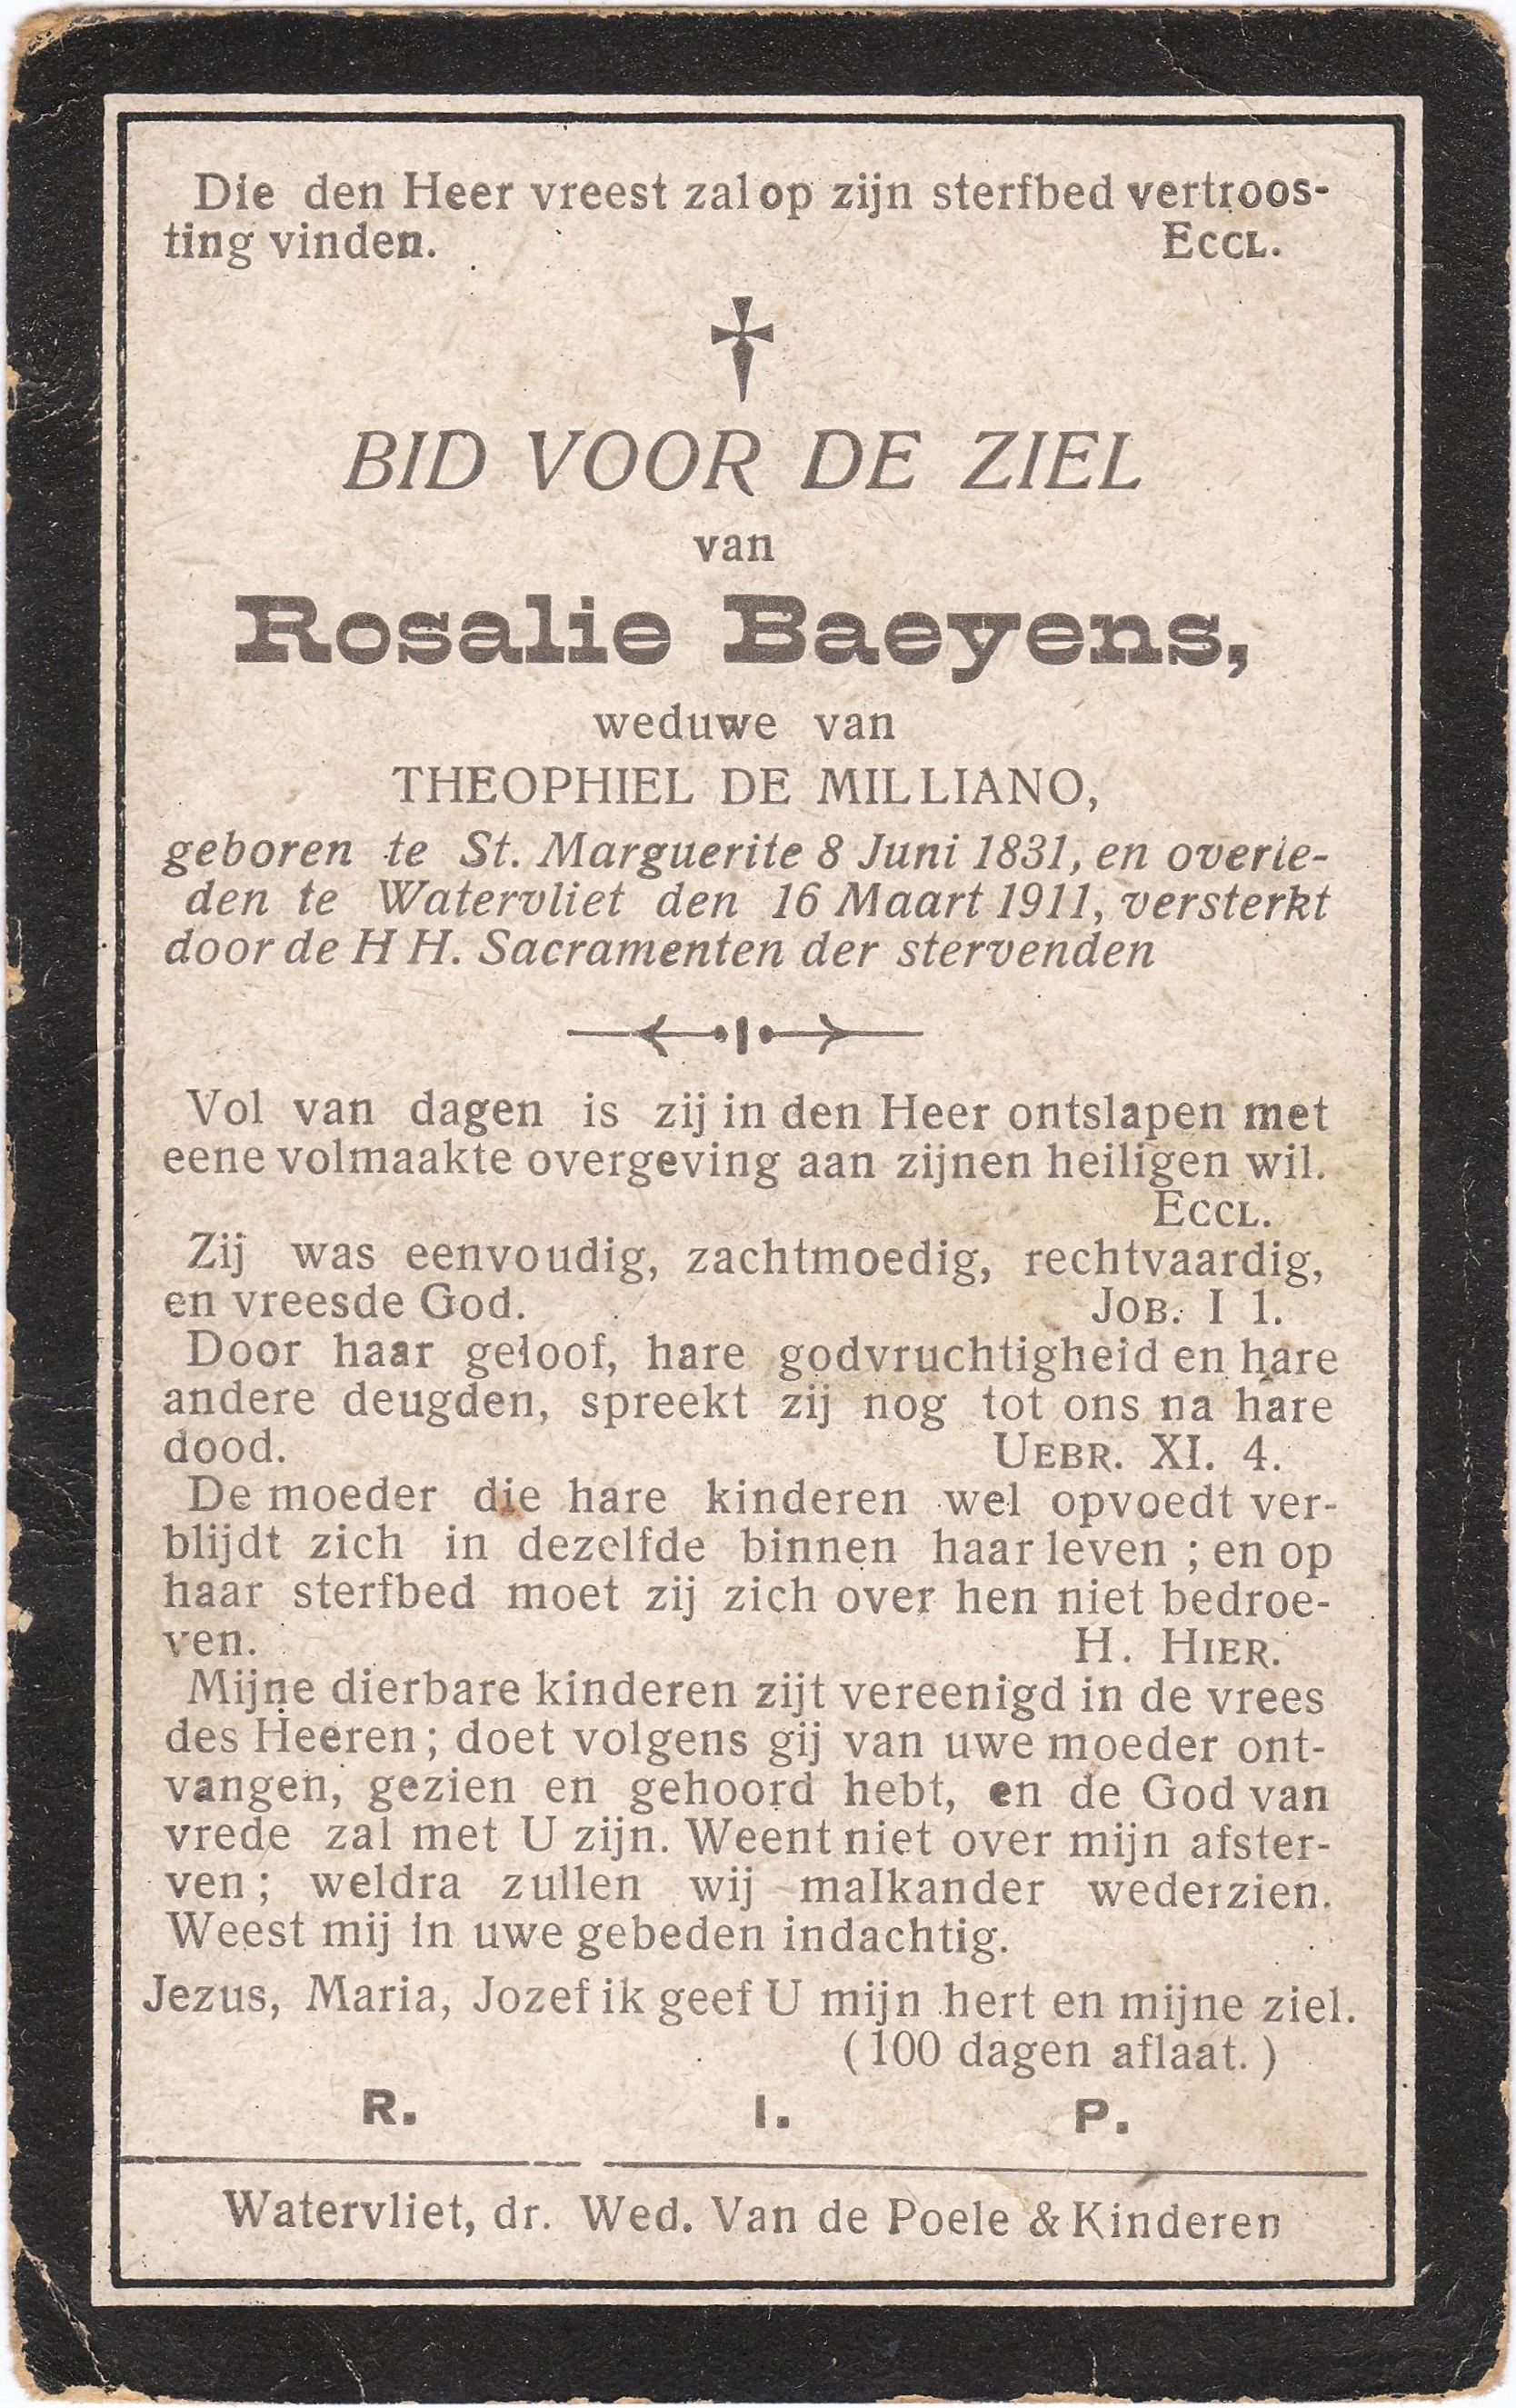 Die den Heer vreest zal op zijn sterfbed vertroos-
ting vinden. ECCL.
BID VOOR DE ZIEL
van
Rosalie Baeyens,
weduwe van
THEOPHIEL DE MILLIANO,
geboren te St. Marguerite 8 Juni 1831, en overle-
den te Watervliet den 16 Maart 1911, versterkt
door de H H. Sacramenten der stervenden
Vol van dagen is zij in den Heer ontslapen met
eene volmaakte overgeving aan zijnen heiligen wil.
ECCL.
Zij was eenvoudig, zachtmoedig, rechtvaardig,
en vreesde God. JOB. I 1.
Door haar geloof, hare godvruchtigheid en hare
andere deugden, spreekt zij nog tot ons na hare
dood. UEBR. XI. 4.
De moeder die hare kinderen wel opvoedt ver-
blijdt zich in dezelfde binnen haar leven ; en op
haar sterfbed moet zij zich over hen niet bedroe-
ven. H. HIER.
Mijne dierbare kinderen zijt vereenigd in de vrees
des Heeren ; doet volgens gij van uwe moeder ont-
vangen, gezien en gehoord hebt, en de God van
vrede zal met U zijn. Weent niet over mijn afster-
ven ; weldra zullen wij malkander wederzien.
Weest mij in uwe gebeden indachtig.
Jezus, Maria, Jozef ik geef U mijn hert en mijne ziel.
(100 dagen aflaat.)
R. I. P.
Watervliet, dr. Wed. Van de Poele & Kinderen